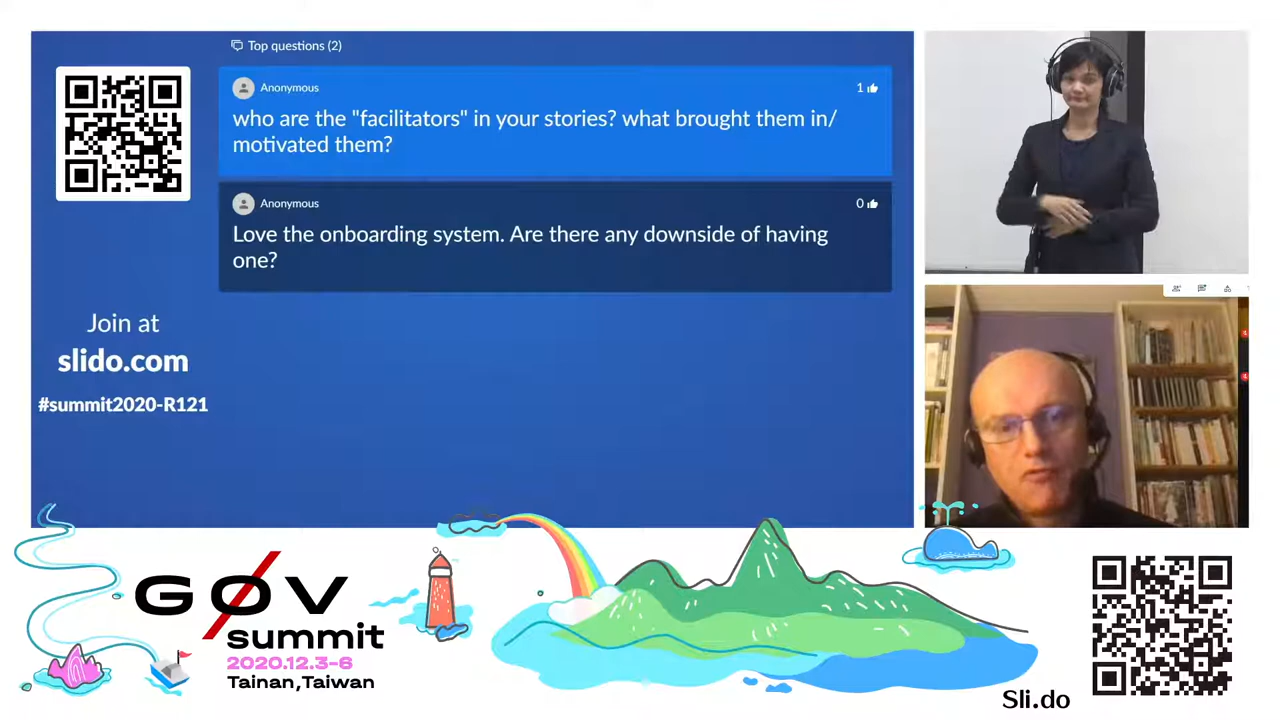 Top questions (2)
Anonymous
1
who are the "facilitators" in your stories? what brought them in/
motivated them?
Anonymous
0
Love the onboarding system. Are there any downside of having
one?
Join at
slido.com
#summit2020-R121
GØV
summit
2020.12.3-6
Tainan,Taiwan
Sli.do